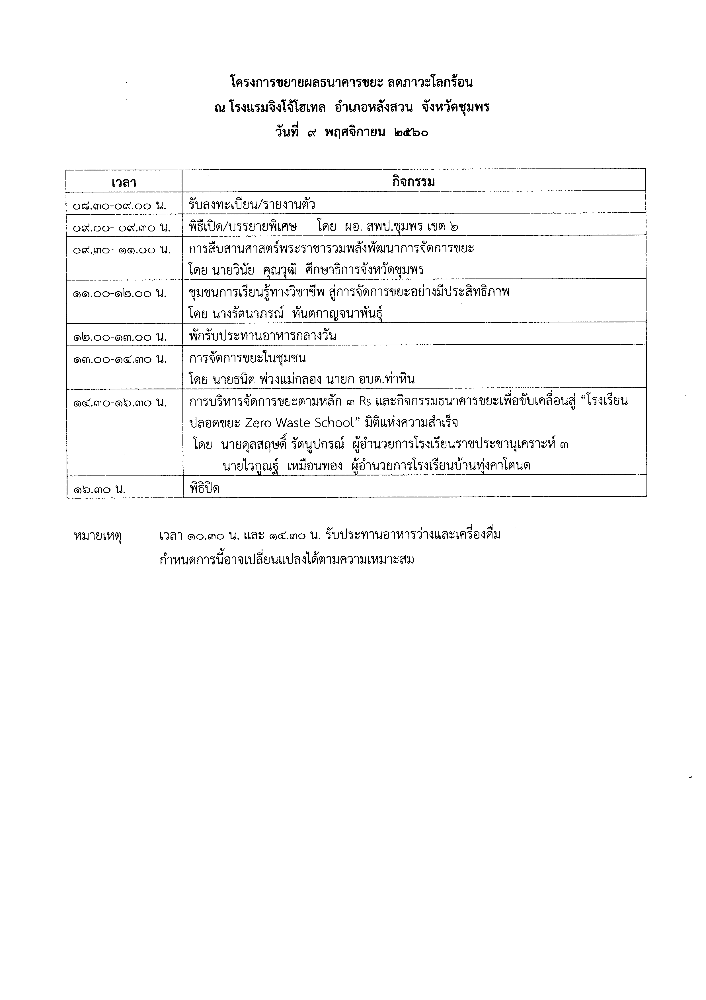 โครงการขยายผลธนาคารขยะ ลดภาวะโลกร้อน
ณ โรงแรมจิงโจ้โฮเทล อำเภอหลังสวน จังหวัดชุมพร
วันที่ ๙ พฤศจิกายน ๒๕๖๐
เวลา กิจกรรม
๐๘.๓๐-๐๙.๐๐ น. รับลงทะเบียน/รายงานตัว
๐๙.๐๐- ๐๙.๓๐ น. พิธีเปิด/บรรยายพิเศษ โดย ผอ. สพป.ชุมพร เขต ๒
๐๙.๓๐- ๑๑.๐๐ น. การสืบสานศาสตร์พระราชารวมพลังพัฒนาการจัดการขยะ
โดย นายวินัย คุณวุฒิ ศึกษาธิการจังหวัดชุมพร
๑๑.๐๐-๑๒.๐๐ น. ชุมชนการเรียนรู้ทางวิชาชีพ สู่การจัดการขยะอย่างมีประสิทธิภาพ
โดย นางรัตนาภรณ์ ทันตกาญจนาพันธุ์
๑๒.๐๐-๑๓.๐๐ น. พักรับประทานอาหารกลางวัน
๑๓.๐๐-๑๔.๓๐ น. การจัดการขยะในชุมชน
โดย นายธนิต พ่วงแม่กลอง นายก อบต.ท่าหิน
๑๔.๓๐-๑๖.๓๐ น. การบริหารจัดการขยะตามหลัก ๓ Rs และกิจกรรมธนาคารขยะเพื่อขับเคลื่อนสู่ “โรงเรียน
ปลอดขยะ Zero Waste School” มิติแห่งความสำเร็จ
โดย นายดุลสฤษดิ์ รัตนูปกรณ์ ผู้อำนวยการโรงเรียนราชประชานุเคราะห์ ๓
นายไวกูณฐ์ เหมือนทอง ผู้อำนวยการโรงเรียนบ้านทุ่งคาโตนด
๑๖.๓๐ น. พิธิปิด
หมายเหตุ เวลา ๑๐.๓๐ น. และ ๑๔.๓๐ น. รับประทานอาหารว่างและเครื่องดื่ม
กำหนดการนี้อาจเปลี่ยนแปลงได้ตามความเหมาะสม